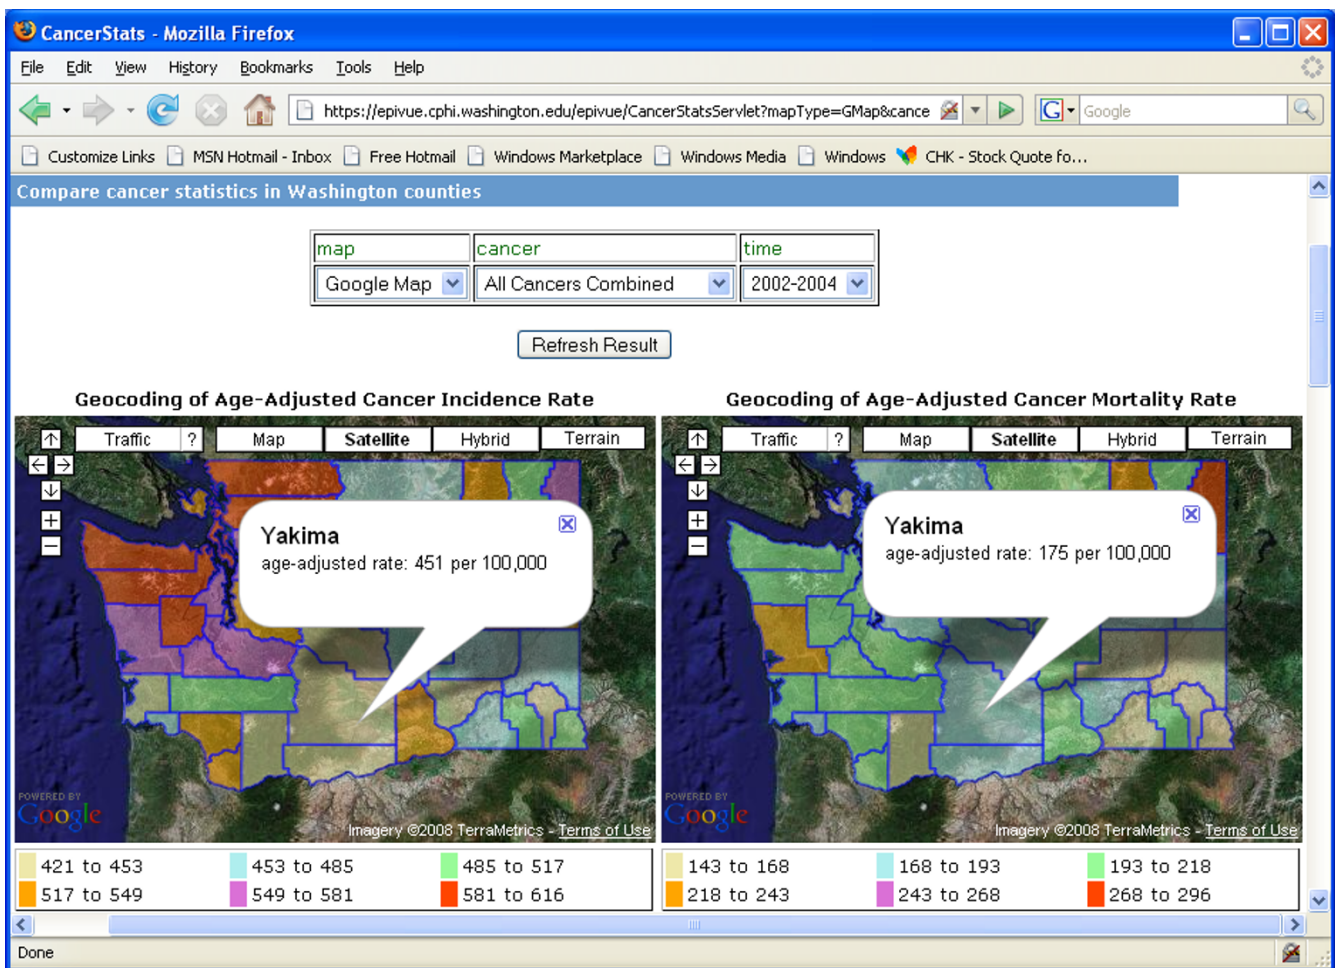 CancerStats - Mozilla Firefox
File Edit View History Bookmarks Tools Help
https://epivue.cphi.washington.edu/epivue/CancerStatsServlet?mapType=GMap&cance G Google
Customize Links MSN Hotmail - Inbox Free Hotmail Windows Marketplace Windows Media Windows CHK - Stock Quote fo...
Compare cancer statistics in Washington counties
map cancer time
Google Map All Cancers Combined 2002-2004
Refresh Result
Geocoding of Age-Adjusted Cancer Incidence Rate
Traffic ? Map Satellite Hybrid Terrain
Yakima
age-adjusted rate: 451 per 100,000
POWERED BY
Google
Imagery ©2008 TerraMetrics - Terms of Use
421 to 453 453 to 485 485 to 517
517 to 549 549 to 581 581 to 616
Geocoding of Age-Adjusted Cancer Mortality Rate
Traffic ? Map Satellite Hybrid Terrain
Yakima
age-adjusted rate: 175 per 100,000
POWERED BY
Google
Imagery ©2008 TerraMetrics - Terms of Use
143 to 168 168 to 193 193 to 218
218 to 243 243 to 268 268 to 296
Done